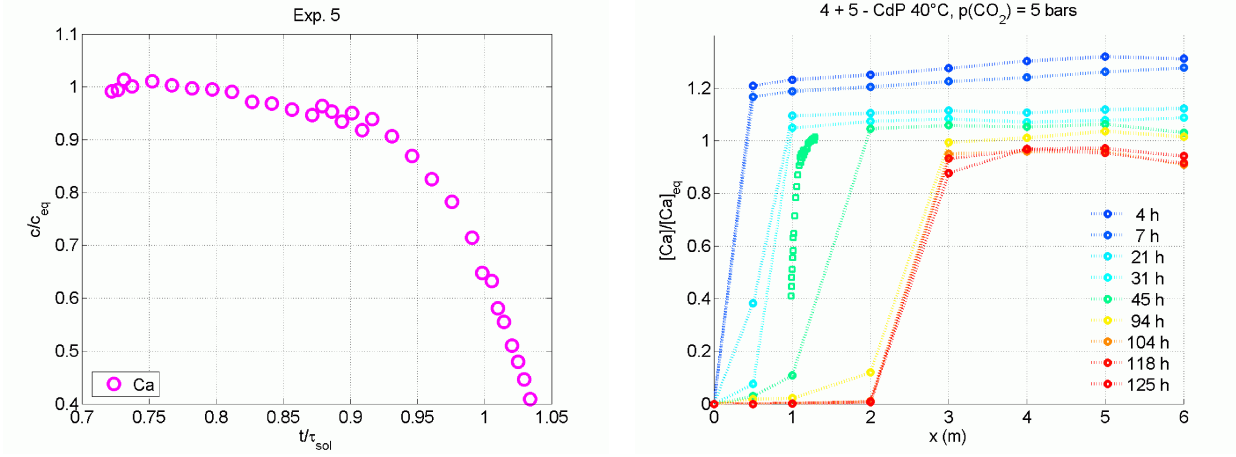 Exp. 5
c/c_eq
1.1
1
0.9
0.8
0.7
0.6
0.5
0.4
Ca
0.7 0.75 0.8 0.85 0.9 0.95 1 1.05
t/τ_sol
4 + 5 - CdP 40°C, p(CO₂) = 5 bars
[Ca]/[Ca]_eq
1.2
1
0.8
0.6
0.4
0.2
0
4 h
7 h
21 h
31 h
45 h
94 h
104 h
118 h
125 h
0 1 2 3 4 5 6
x (m)